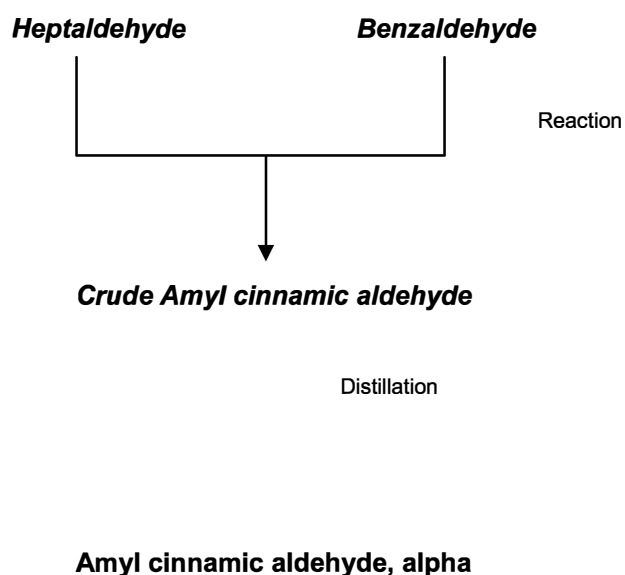 Heptaldehyde
Benzaldehyde
Reaction
Crude Amyl cinnamic aldehyde
Distillation
Amyl cinnamic aldehyde, alpha